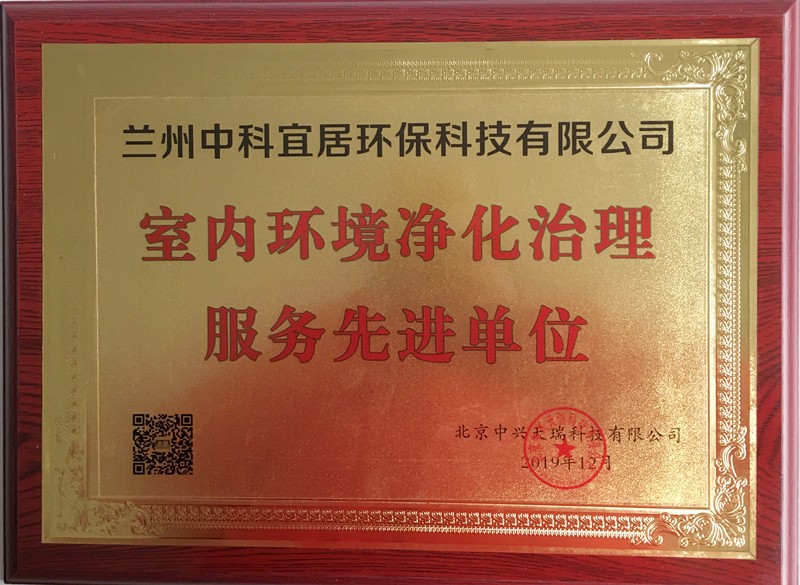 兰州中科宜居环保科技有限公司
室内环境净化治理
服务先进单位
北京中兴天瑞科技有限公司
2019年12月